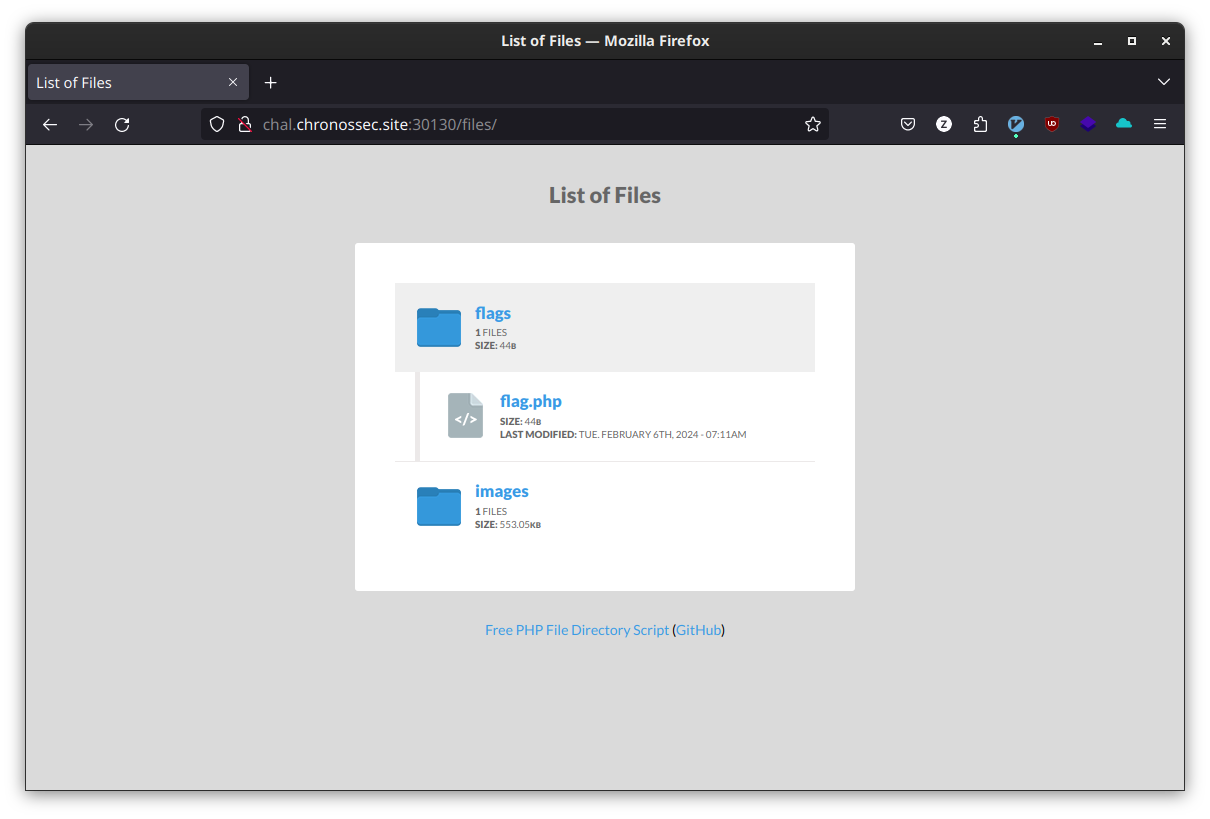 List of Files — Mozilla Firefox
List of Files
chal.chronossec.site:30130/files/
Z
UD
List of Files
flags
1 FILES
SIZE: 44B
flag.php
</>
SIZE: 44B
LAST MODIFIED: TUE. FEBRUARY 6TH, 2024 - 07:11AM
images
1 FILES
SIZE: 553.05KB
Free PHP File Directory Script (GitHub)